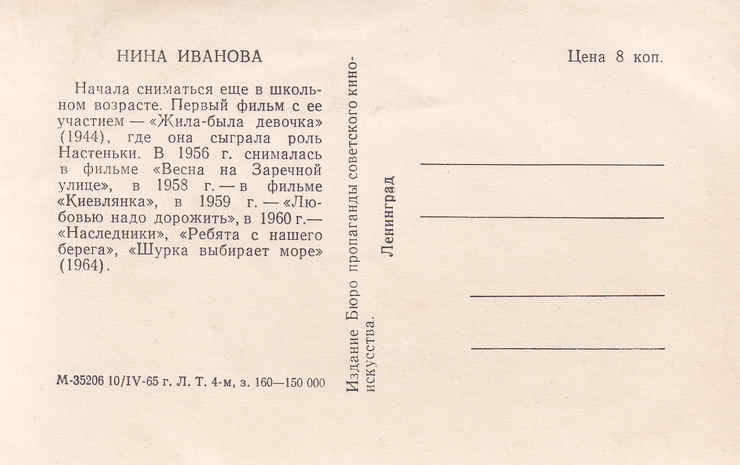 НИНА ИВАНОВА
Начала сниматься еще в школь-
ном возрасте. Первый фильм с ее
участием — «Жила-была девочка»
(1944), где она сыграла роль
Настеньки. В 1956 г. снималась
в фильме «Весна на Заречной
улице», в 1958 г. — в фильме
«Киевлянка», в 1959 г. — «Лю-
бовью надо дорожить», в 1960 г.—
«Наследники», «Ребята с нашего
берега», «Шурка выбирает море»
(1964).
М-35206 10/IV-65 г. Л. Т. 4-м, з. 160—150 000
Издание Бюро пропаганды советского кино-
искусства.
Ленинград
Цена 8 коп.